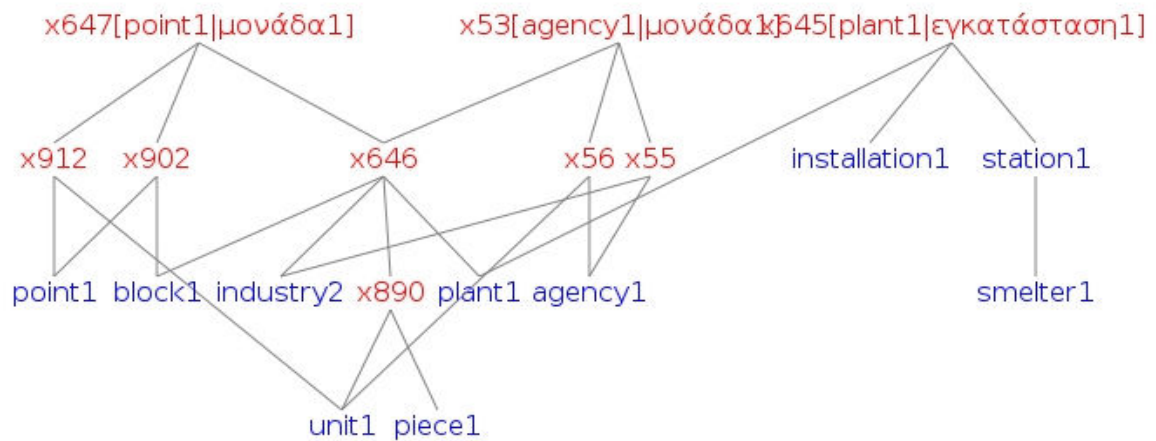 x647[point1|μονάδα1] x53[agency1|μονάδα1] x645[plant1|εγκατάσταση1]
x912 x902 x646 x56 x55 installation1 station1
point1 block1 industry2 x890 plant1 agency1 smelter1
unit1 piece1